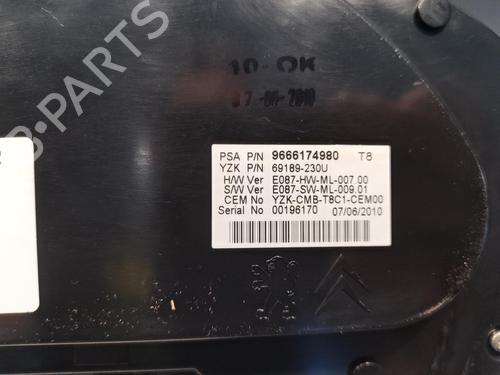 10-OK
07-06-2010
PSA P/N 9666174980 T8
YZK P/N 69189-230U
H/W Ver E087-HW-ML-007.00
S/W Ver E087-SW-ML-009.01
CEM No YZK-CMB-T8C1-CEM00
Serial No 00196170 07/06/2010
B-PARTS